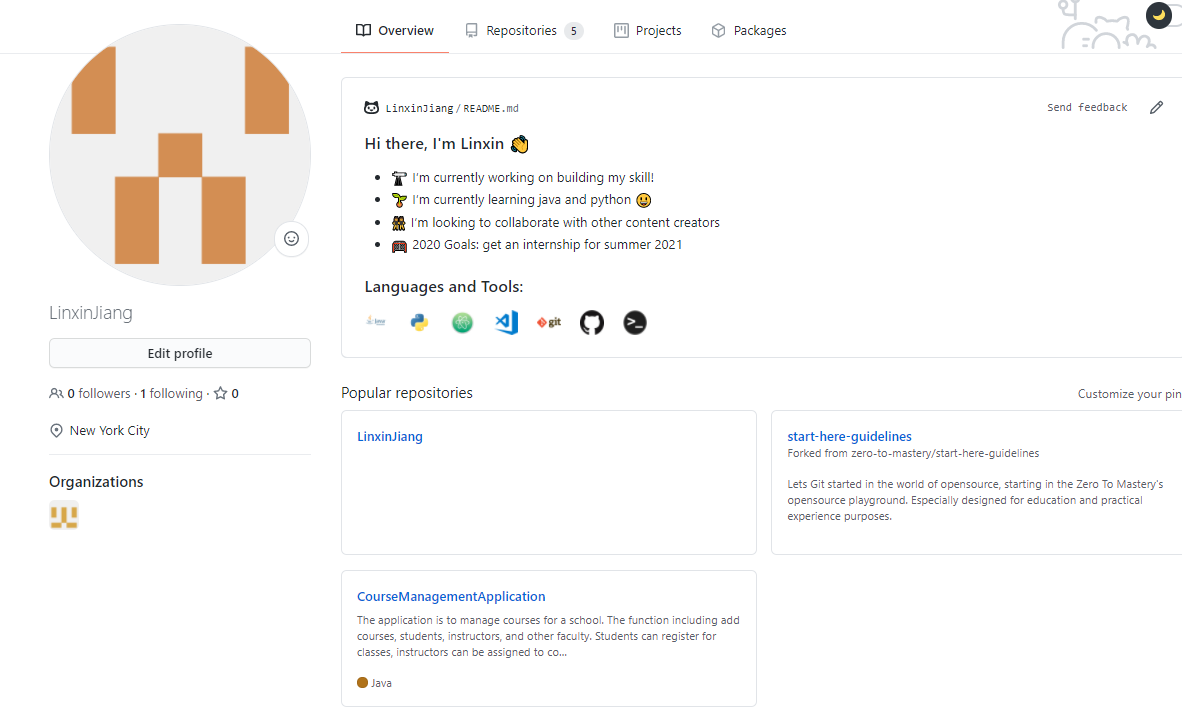 Overview Repositories 5 Projects Packages
LinxinJiang/README.md Send feedback
Hi there, I'm Linxin 👋
I’m currently working on building my skill!
I’m currently learning java and python 😃
I’m looking to collaborate with other content creators
2020 Goals: get an internship for summer 2021
Languages and Tools:
Java git
LinxinJiang
Edit profile
0 followers · 1 following · 0
New York City
Organizations
Popular repositories Customize your pin
LinxinJiang
start-here-guidelines
Forked from zero-to-mastery/start-here-guidelines
Lets Git started in the world of opensource, starting in the Zero To Mastery's
opensource playground. Especially designed for education and practical
experience purposes.
CourseManagementApplication
The application is to manage courses for a school. The function including add
courses, students, instructors, and other faculty. Students can register for
classes, instructors can be assigned to co...
Java